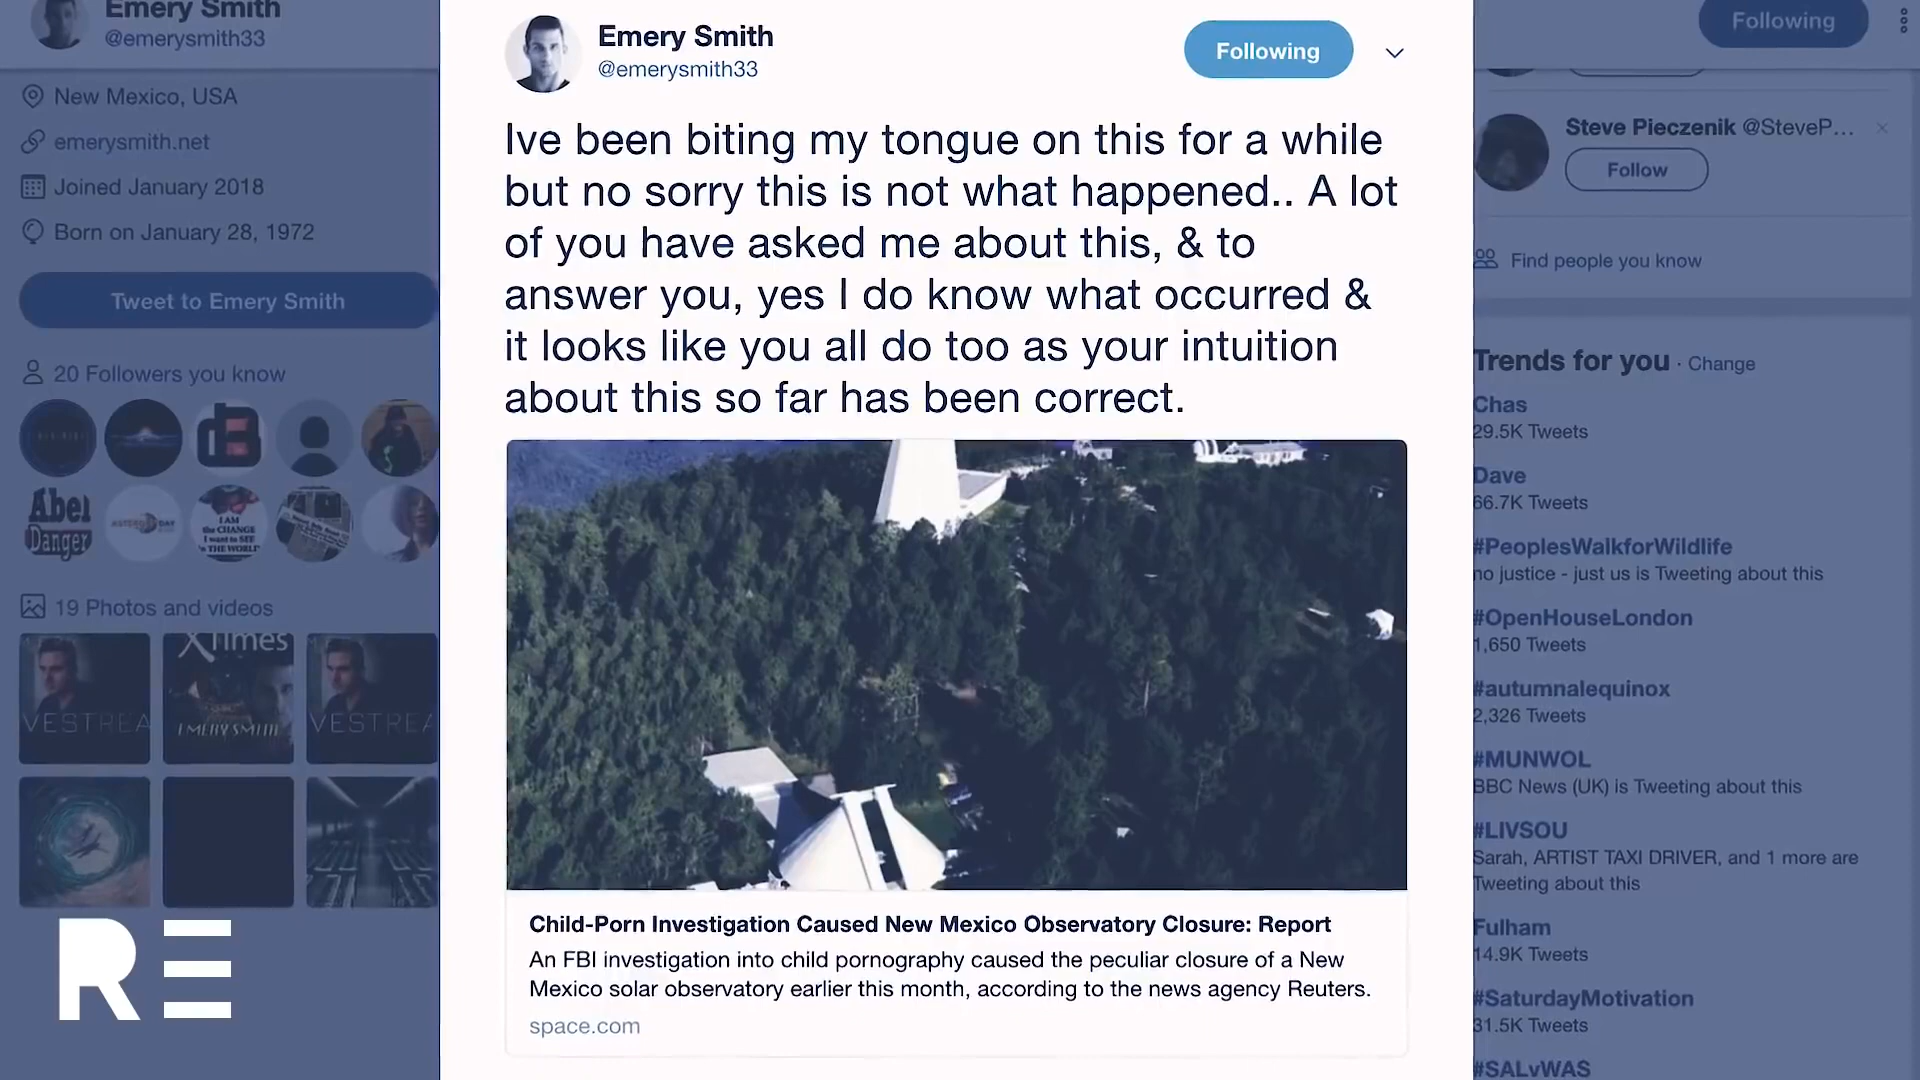 Emery Smith
@emerysmith33
New Mexico, USA
emerysmith.net
Joined January 2018
Born on January 28, 1972
Tweet to Emery Smith
20 Followers you know
Abel
Danger
I AM
the CHANGE
I want to SEE
in THE WORLD
19 Photos and videos
VESTREA
XTimes
EMERY SMITH
VESTREA
RE
Emery Smith
@emerysmith33
Following
Ive been biting my tongue on this for a while
but no sorry this is not what happened.. A lot
of you have asked me about this, & to
answer you, yes I do know what occurred &
it looks like you all do too as your intuition
about this so far has been correct.
Child-Porn Investigation Caused New Mexico Observatory Closure: Report
An FBI investigation into child pornography caused the peculiar closure of a New
Mexico solar observatory earlier this month, according to the news agency Reuters.
space.com
Following
Steve Pieczenik @SteveP...
Follow
Find people you know
Trends for you · Change
Chas
29.5K Tweets
Dave
66.7K Tweets
#PeoplesWalkforWildlife
no justice - just us is Tweeting about this
#OpenHouseLondon
1,650 Tweets
#autumnalequinox
2,326 Tweets
#MUNWOL
BBC News (UK) is Tweeting about this
#LIVSOU
Sarah, ARTIST TAXI DRIVER, and 1 more are
Tweeting about this
Fulham
14.9K Tweets
#SaturdayMotivation
31.5K Tweets
#SALvWAS